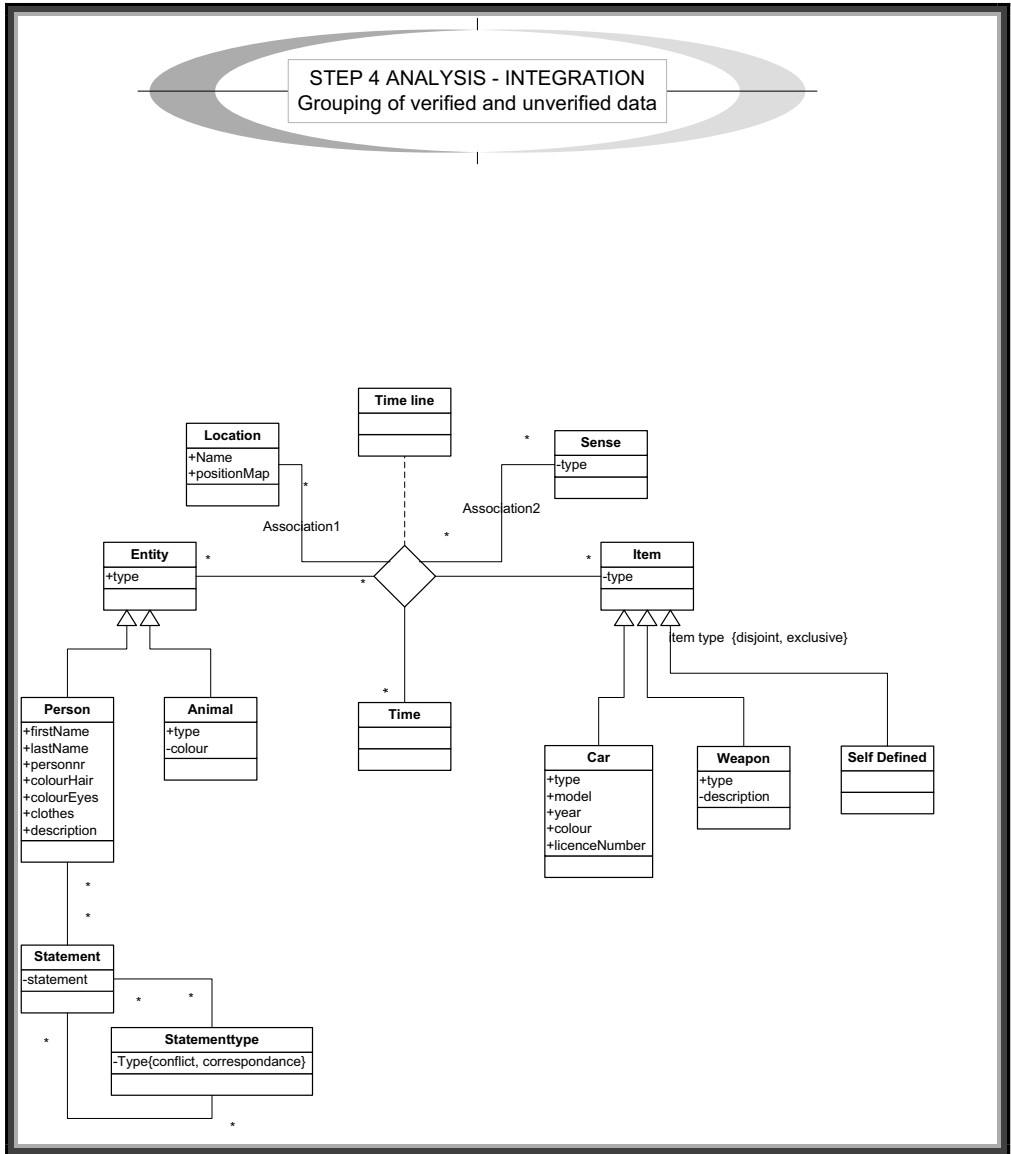 STEP 4 ANALYSIS - INTEGRATION
Grouping of verified and unverified data
Time line
Location
+Name
+positionMap
*
Sense
-type
*
Association1
Association2
*
Entity
+type
*
*
Item
-type
*
item type {disjoint, exclusive}
Person
+firstName
+lastName
+personnr
+colourHair
+colourEyes
+clothes
+description
Animal
+type
-colour
*
Time
Car
+type
+model
+year
+colour
+licenceNumber
Weapon
+type
-description
Self Defined
*
*
Statement
-statement
*
*
*
Statementtype
-Type{conflict, correspondance}
*